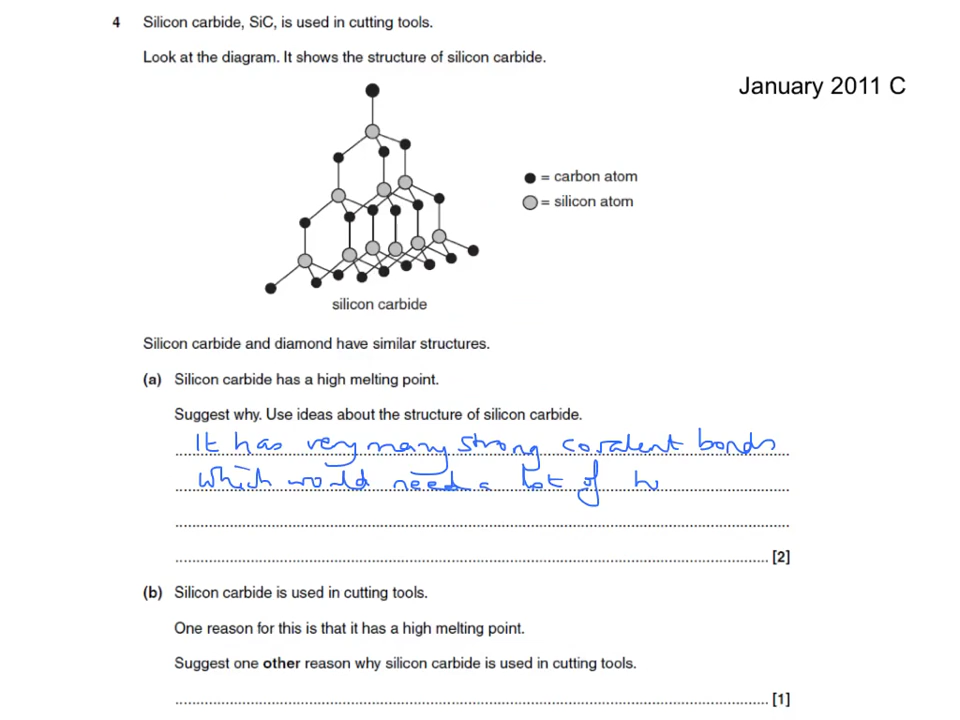 4 Silicon carbide, SiC, is used in cutting tools.
Look at the diagram. It shows the structure of silicon carbide.
January 2011 C
= carbon atom
= silicon atom
silicon carbide
Silicon carbide and diamond have similar structures.
(a) Silicon carbide has a high melting point.
Suggest why. Use ideas about the structure of silicon carbide.
It has very many strong covalent bonds
which would need a lot of
[2]
(b) Silicon carbide is used in cutting tools.
One reason for this is that it has a high melting point.
Suggest one other reason why silicon carbide is used in cutting tools.
[1]